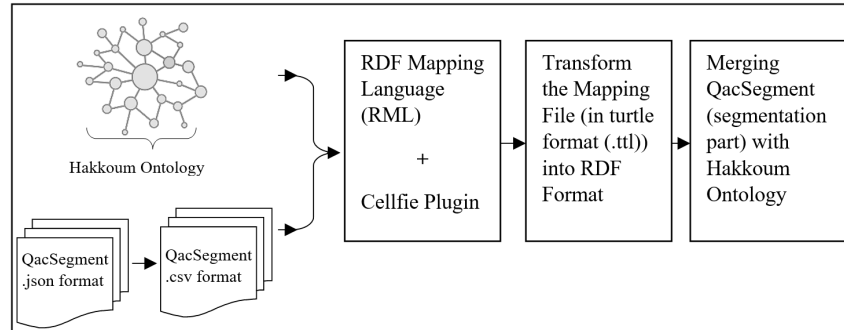 Hakkoum Ontology
QacSegment
.json format
QacSegment
.csv format
RDF Mapping
Language
(RML)
+
Cellfie Plugin
Transform
the Mapping
File (in turtle
format (.ttl))
into RDF
Format
Merging
QacSegment
(segmentation
part) with
Hakkoum
Ontology